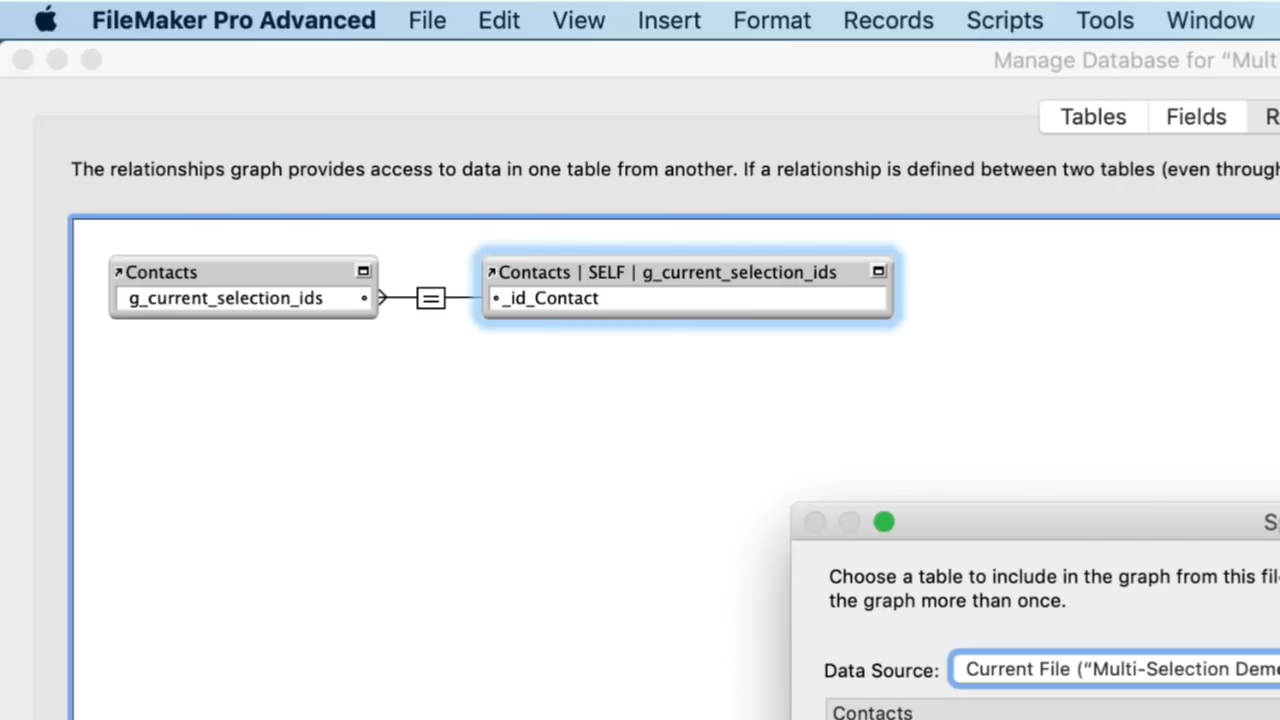 FileMaker Pro Advanced File Edit View Insert Format Records Scripts Tools Window
Manage Database for “Mult
Tables Fields R
The relationships graph provides access to data in one table from another. If a relationship is defined between two tables (even through
Contacts
g_current_selection_ids
Contacts | SELF | g_current_selection_ids
_id_Contact
S
Choose a table to include in the graph from this fil
the graph more than once.
Data Source: Current File (“Multi-Selection Dem
Contacts